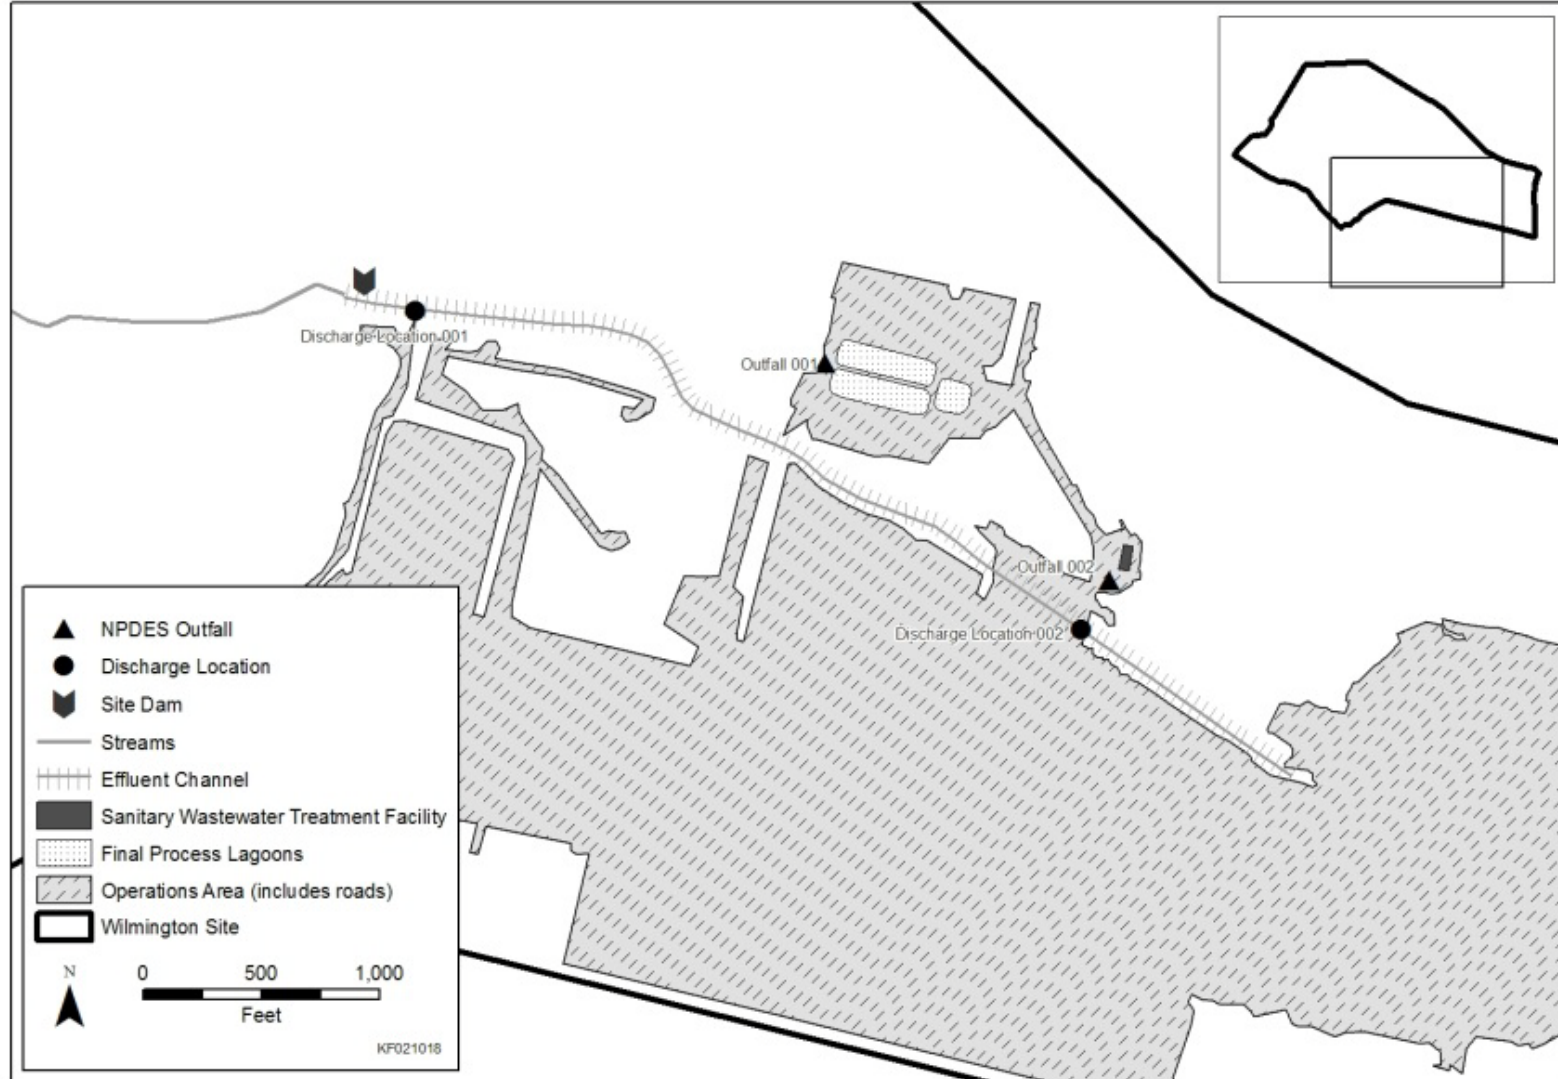 Discharge Location 001
Outfall 001
Outfall 002
Discharge Location 002
NPDES Outfall
Discharge Location
Site Dam
Streams
Effluent Channel
Sanitary Wastewater Treatment Facility
Final Process Lagoons
Operations Area (includes roads)
Wilmington Site
N
0 500 1,000
Feet
KF021018